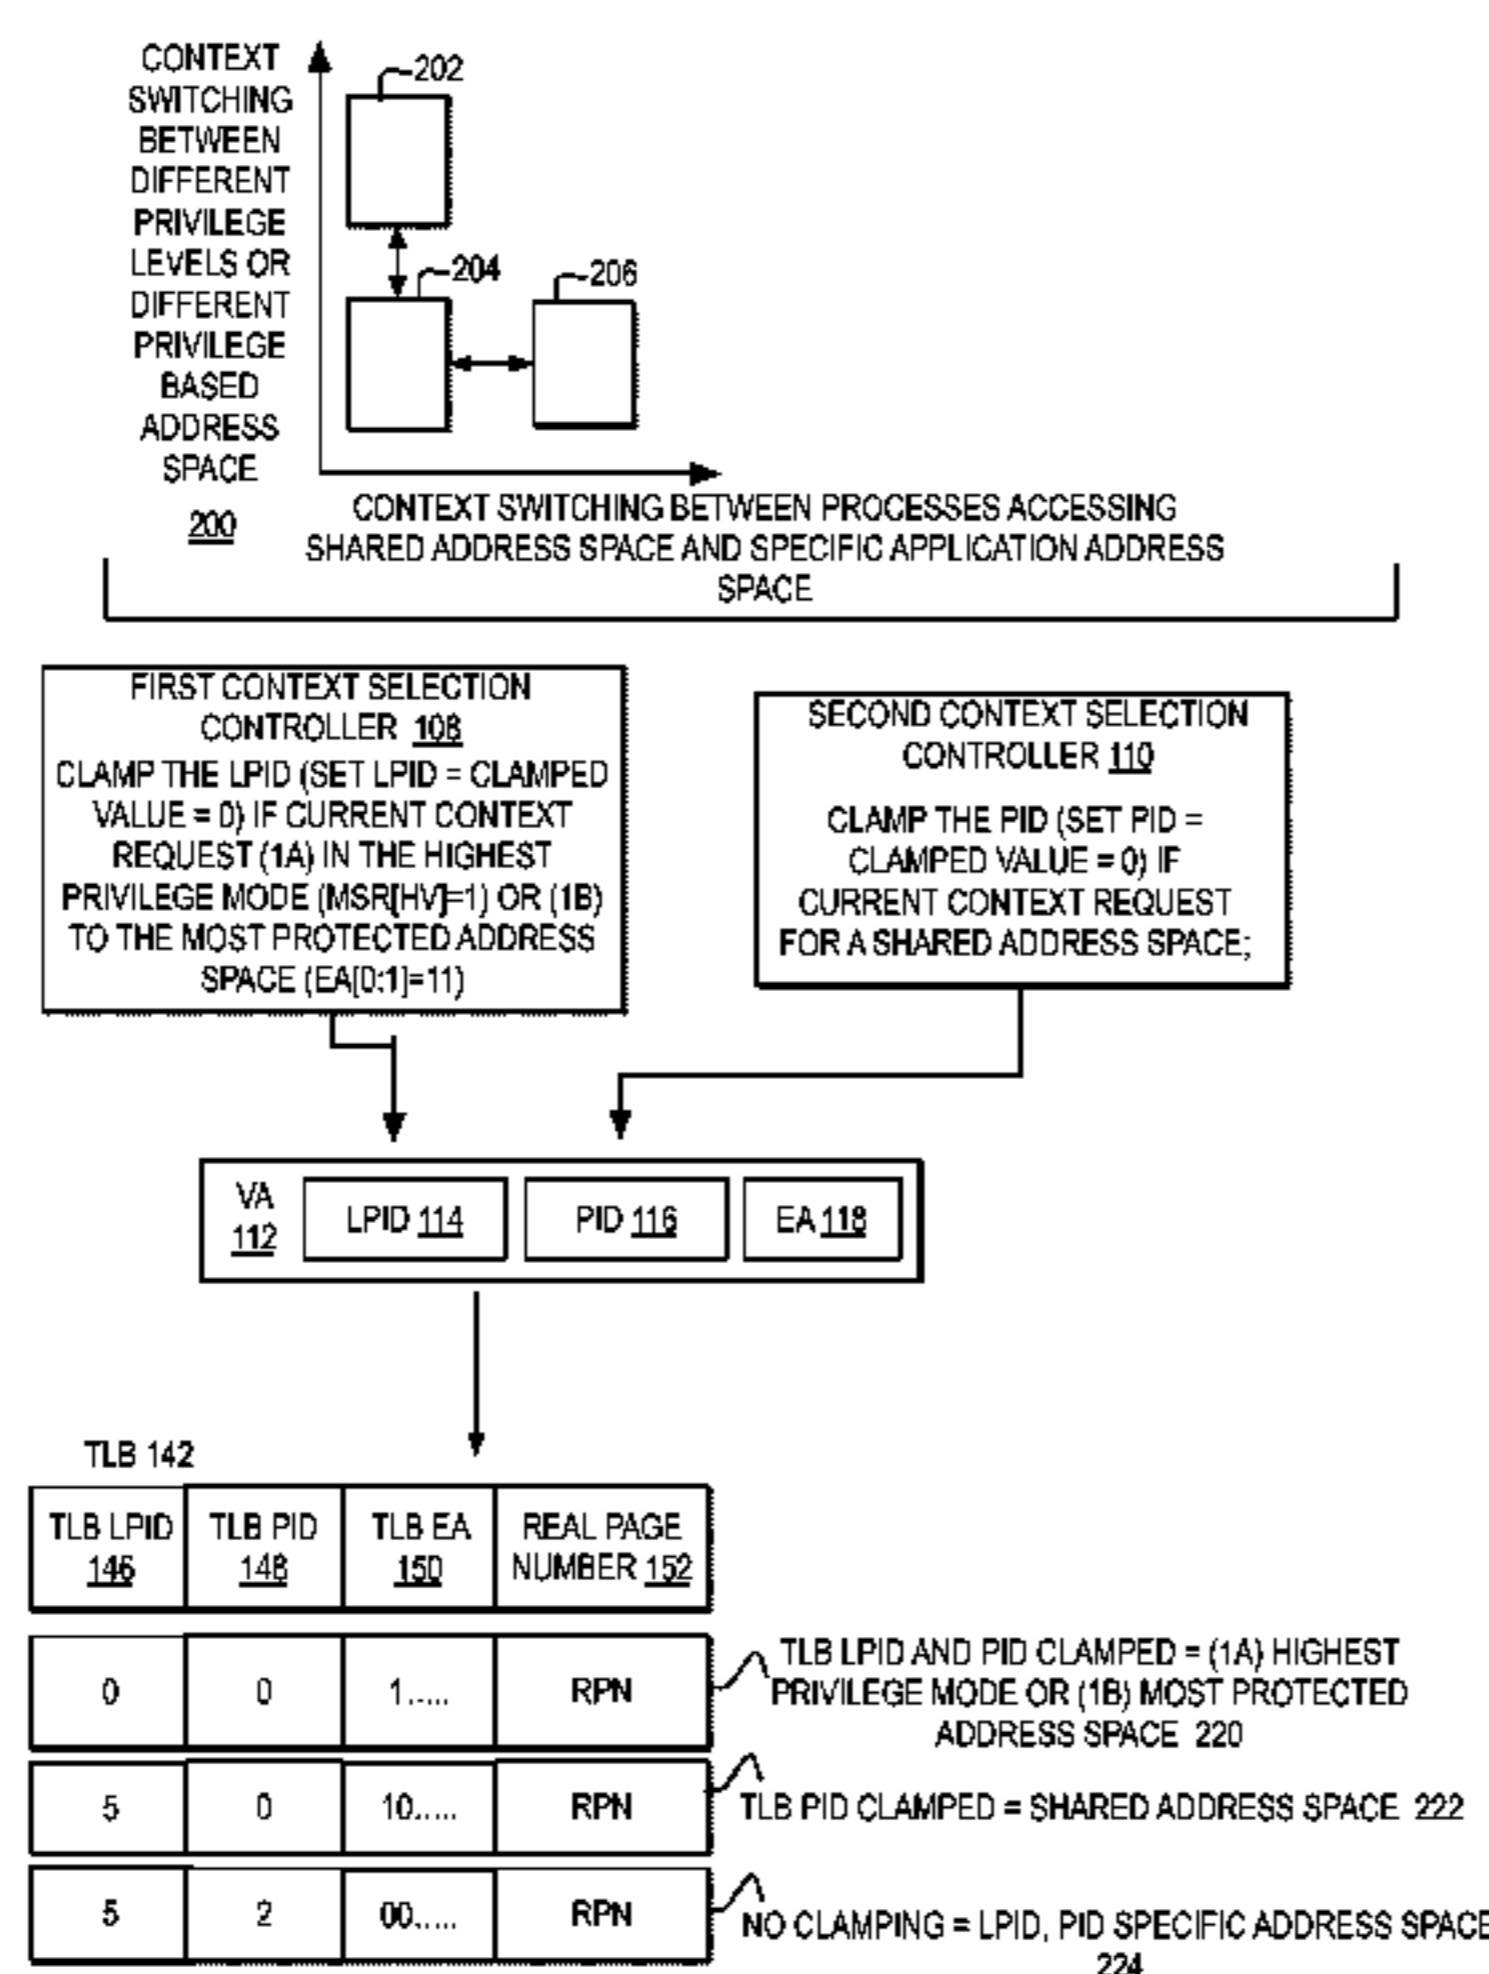 CONTEXT
SWITCHING
BETWEEN
DIFFERENT
PRIVILEGE
LEVELS OR
DIFFERENT
PRIVILEGE
BASED
ADDRESS
SPACE
200
202
204
206
CONTEXT SWITCHING BETWEEN PROCESSES ACCESSING
SHARED ADDRESS SPACE AND SPECIFIC APPLICATION ADDRESS
SPACE
FIRST CONTEXT SELECTION
CONTROLLER 108
CLAMP THE LPID (SET LPID = CLAMPED
VALUE = 0) IF CURRENT CONTEXT
REQUEST (1A) IN THE HIGHEST
PRIVILEGE MODE (MSR[HV]=1) OR (1B)
TO THE MOST PROTECTED ADDRESS
SPACE (EA[0:1]=11)
SECOND CONTEXT SELECTION
CONTROLLER 110
CLAMP THE PID (SET PID =
CLAMPED VALUE = 0) IF
CURRENT CONTEXT REQUEST
FOR A SHARED ADDRESS SPACE;
VA
112
LPID 114
PID 116
EA 118
TLB 142
TLB LPID
146
TLB PID
148
TLB EA
150
REAL PAGE
NUMBER 152
0
0
1.....
RPN
TLB LPID AND PID CLAMPED = (1A) HIGHEST
PRIVILEGE MODE OR (1B) MOST PROTECTED
ADDRESS SPACE 220
5
0
10.....
RPN
TLB PID CLAMPED = SHARED ADDRESS SPACE 222
5
2
00.....
RPN
NO CLAMPING = LPID, PID SPECIFIC ADDRESS SPACE
224